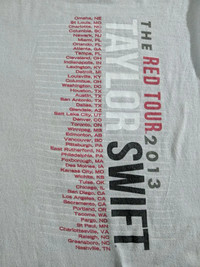 THE RED TOUR 2013
TAYLOR SWIFT
Omaha, NE
St Louis, MO
Charlotte, NC
Columbia, SC
Newark, NJ
Miami, FL
Orlando, FL
Atlanta, GA
Tampa, FL
Cleveland, OH
Indianapolis, IN
Lexington, KY
Detroit, MI
Louisville, KY
Columbus, OH
Washington, DC
Houston, TX
Austin, TX
San Antonio, TX
Dallas, TX
Glendale, AZ
Salt Lake City, UT
Denver, CO
Toronto, ON
Winnipeg, MB
Edmonton, AB
Vancouver, BC
Pittsburgh, PA
East Rutherford, NJ
Philadelphia, PA
Foxborough, MA
Des Moines, IA
Kansas City, MO
Wichita, KS
Tulsa, OK
Chicago, IL
San Diego, CA
Los Angeles, CA
Sacramento, CA
Portland, OR
Tacoma, WA
Fargo, ND
St Paul, MN
Charlottesville, VA
Raleigh, NC
Greensboro, NC
Nashville, TN